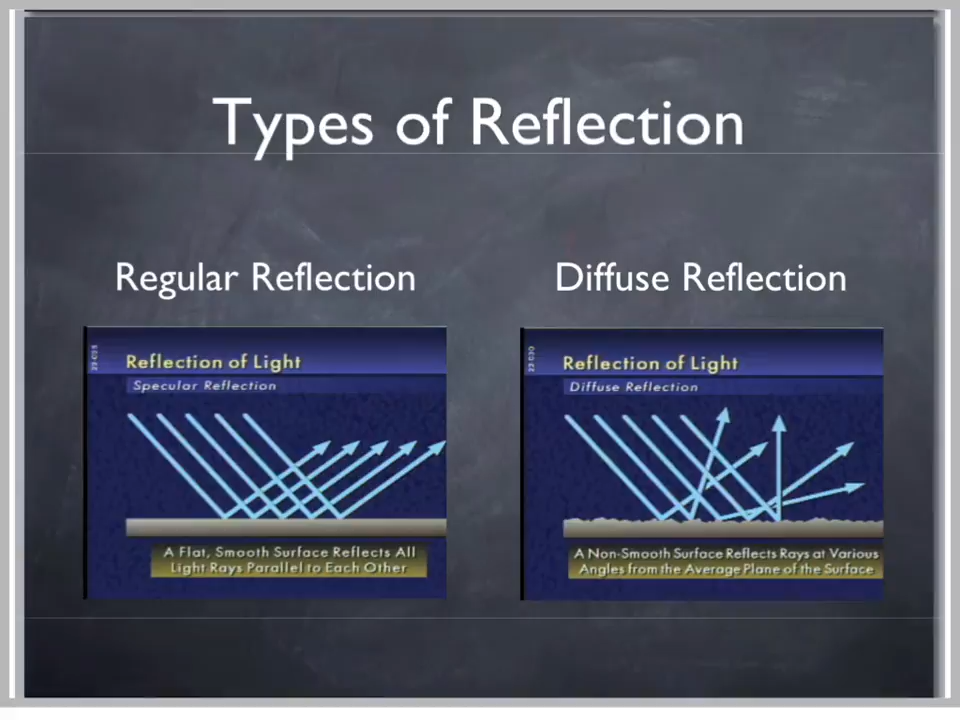 Types of Reflection
Regular Reflection
Diffuse Reflection
Reflection of Light
Specular Reflection
A Flat, Smooth Surface Reflects All
Light Rays Parallel to Each Other
Reflection of Light
Diffuse Reflection
A Non-Smooth Surface Reflects Rays at Various
Angles from the Average Plane of the Surface